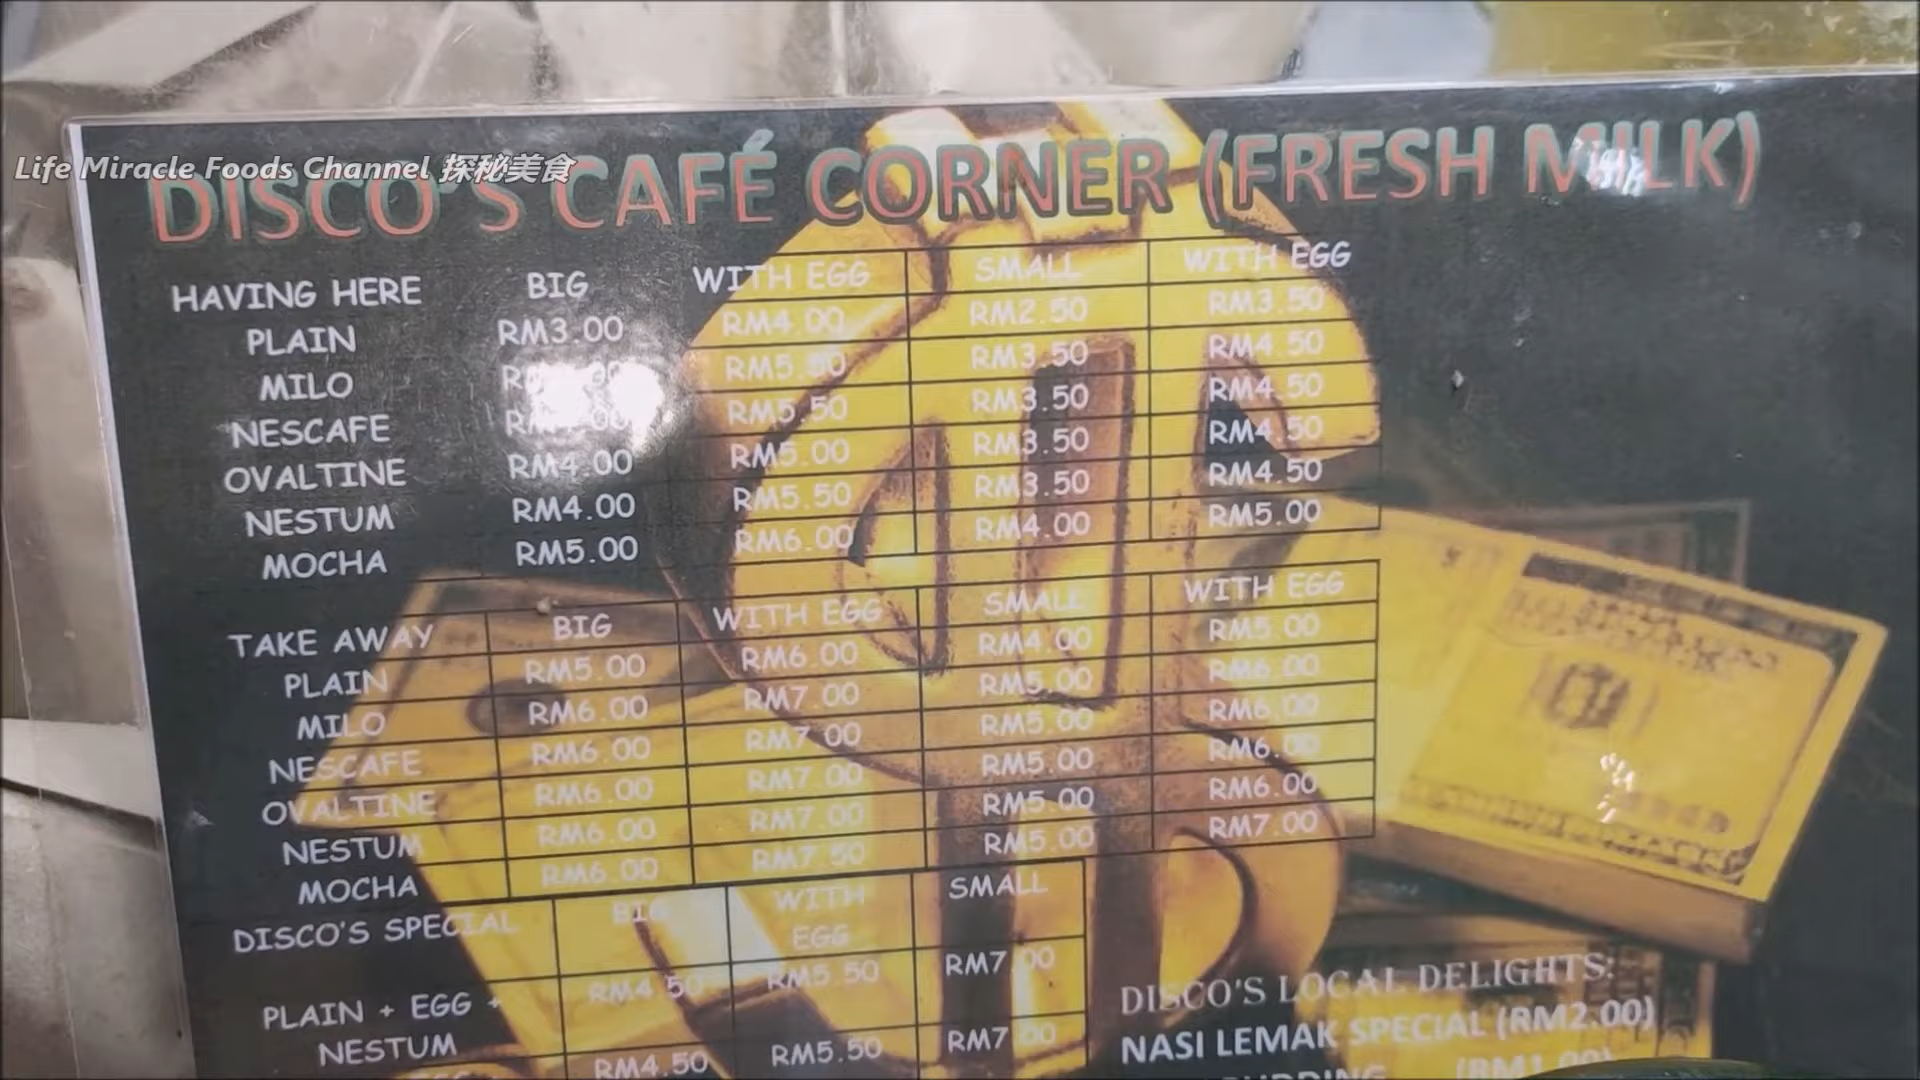 Life Miracle Foods Channel 探秘美食
DISCO'S CAFÉ CORNER (FRESH MILK)
HAVING HERE BIG WITH EGG SMALL WITH EGG
PLAIN RM3.00 RM4.00 RM2.50 RM3.50
MILO RM5.50 RM3.50 RM4.50
NESCAFE RM5.50 RM3.50 RM4.50
OVALTINE RM4.00 RM5.00 RM3.50 RM4.50
NESTUM RM4.00 RM5.50 RM3.50 RM4.50
MOCHA RM5.00 RM6.00 RM4.00 RM5.00
TAKE AWAY BIG WITH EGG SMALL WITH EGG
PLAIN RM5.00 RM6.00 RM4.00 RM5.00
MILO RM6.00 RM7.00 RM5.00 RM6.00
NESCAFE RM6.00 RM7.00 RM5.00 RM6.00
OVALTINE RM6.00 RM7.00 RM5.00 RM6.00
NESTUM RM6.00 RM7.00 RM5.00 RM6.00
MOCHA RM6.00 RM7.50 RM5.00 RM7.00
DISCO'S SPECIAL BIG WITH EGG SMALL
PLAIN + EGG + NESTUM RM4.50 RM5.50 RM7.00
RM4.50 RM5.50 RM7.00
DISCO'S LOCAL DELIGHTS:
NASI LEMAK SPECIAL (RM2.00)
PUDDING (RM1.00)